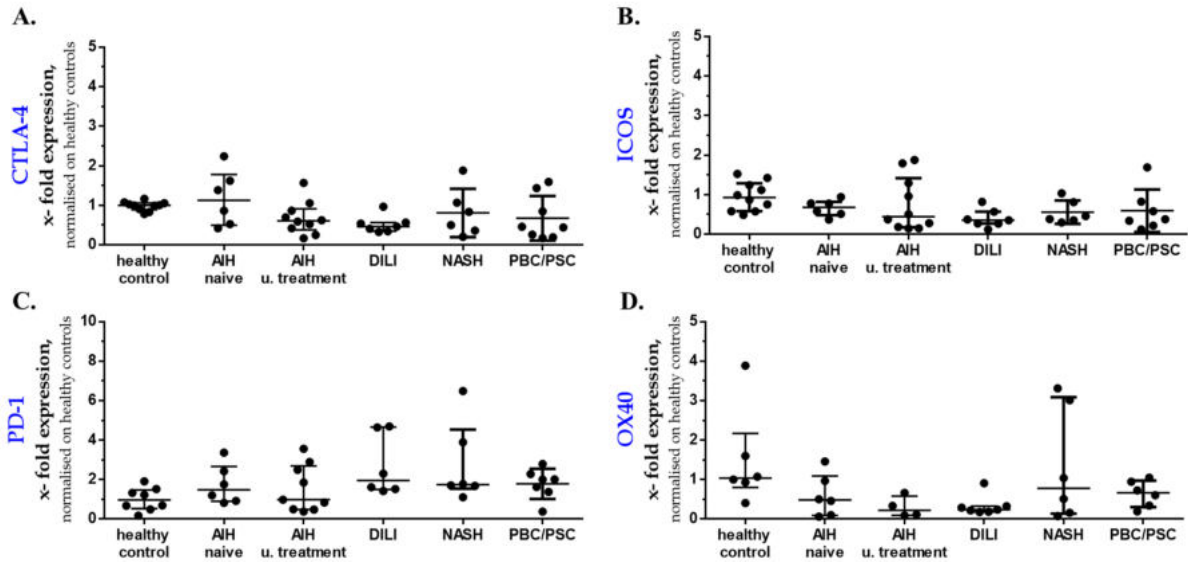 A.
CTLA-4
x- fold expression,
normalised on healthy controls
5
4
3
2
1
0
healthy control
AIH naive
AIH u. treatment
DILI
NASH
PBC/PSC
B.
ICOS
x- fold expression,
normalised on healthy controls
5
4
3
2
1
0
healthy control
AIH naive
AIH u. treatment
DILI
NASH
PBC/PSC
C.
PD-1
x- fold expression,
normalised on healthy controls
10
8
6
4
2
0
healthy control
AIH naive
AIH u. treatment
DILI
NASH
PBC/PSC
D.
OX40
x- fold expression,
normalised on healthy controls
5
4
3
2
1
0
healthy control
AIH naive
AIH u. treatment
DILI
NASH
PBC/PSC